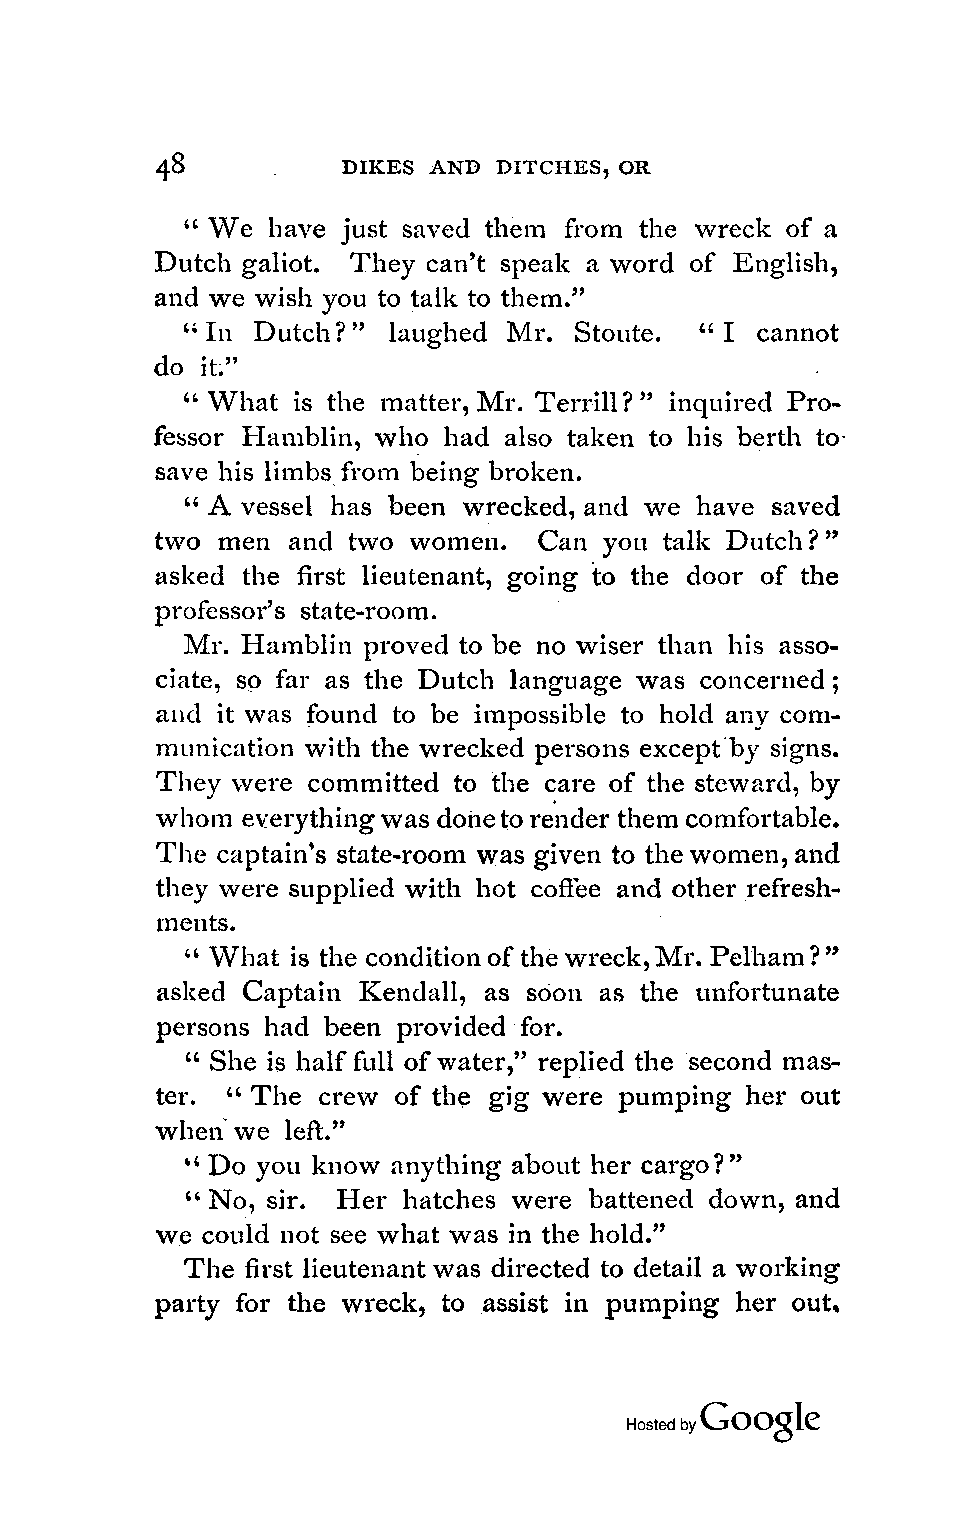 48 DIKES AND DITCHES, OR
“ We have just saved them from the wreck of a
Dutch galiot. They can’t speak a word of English,
and we wish you to talk to them.”
“ In Dutch?” laughed Mr. Stoute. “ I cannot
do it.”
“ What is the matter, Mr. Terrill?” inquired Pro-
fessor Hamblin, who had also taken to his berth to
save his limbs from being broken.
“ A vessel has been wrecked, and we have saved
two men and two women. Can you talk Dutch?”
asked the first lieutenant, going to the door of the
professor’s state-room.
Mr. Hamblin proved to be no wiser than his asso-
ciate, so far as the Dutch language was concerned;
and it was found to be impossible to hold any com-
munication with the wrecked persons except by signs.
They were committed to the care of the steward, by
whom everything was done to render them comfortable.
The captain’s state-room was given to the women, and
they were supplied with hot coffee and other refresh-
ments.
“ What is the condition of the wreck, Mr. Pelham?”
asked Captain Kendall, as soon as the unfortunate
persons had been provided for.
“ She is half full of water,” replied the second mas-
ter. “ The crew of the gig were pumping her out
when we left.”
“ Do you know anything about her cargo?”
“ No, sir. Her hatches were battened down, and
we could not see what was in the hold.”
The first lieutenant was directed to detail a working
party for the wreck, to assist in pumping her out,
Hosted by Google